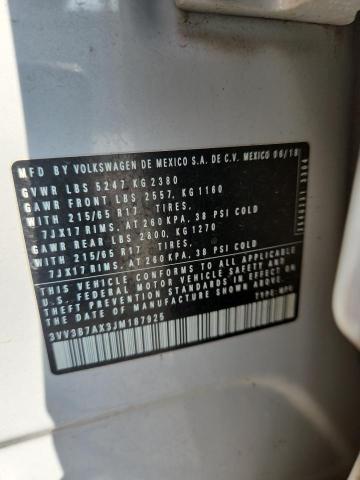 MFD BY VOLKSWAGEN DE MEXICO S.A. DE C.V. MEXICO 06/18
GVWR LBS 5247 KG 2380
GAWR FRONT LBS 2557, KG 1160
WITH 215/65 R17 TIRES,
7JX17 RIMS, AT 260 KPA, 38 PSI COLD
GAWR REAR LBS 2800, KG 1270
WITH 215/65 R17 TIRES,
7JX17 RIMS, AT 260 KPA, 38 PSI COLD
THIS VEHICLE CONFORMS TO ALL APPLICABLE
U.S. FEDERAL MOTOR VEHICLE SAFETY AND
THEFT PREVENTION STANDARDS IN EFFECT ON
THE DATE OF MANUFACTURE SHOWN ABOVE.
3VV3B7AX3JM187925
TYPE: MPV